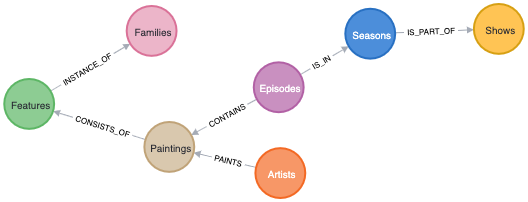 Families
Seasons
IS_PART_OF
Shows
INSTANCE_OF
IS_IN
Features
Episodes
CONSISTS_OF
CONTAINS
Paintings
PAINTS
Artists